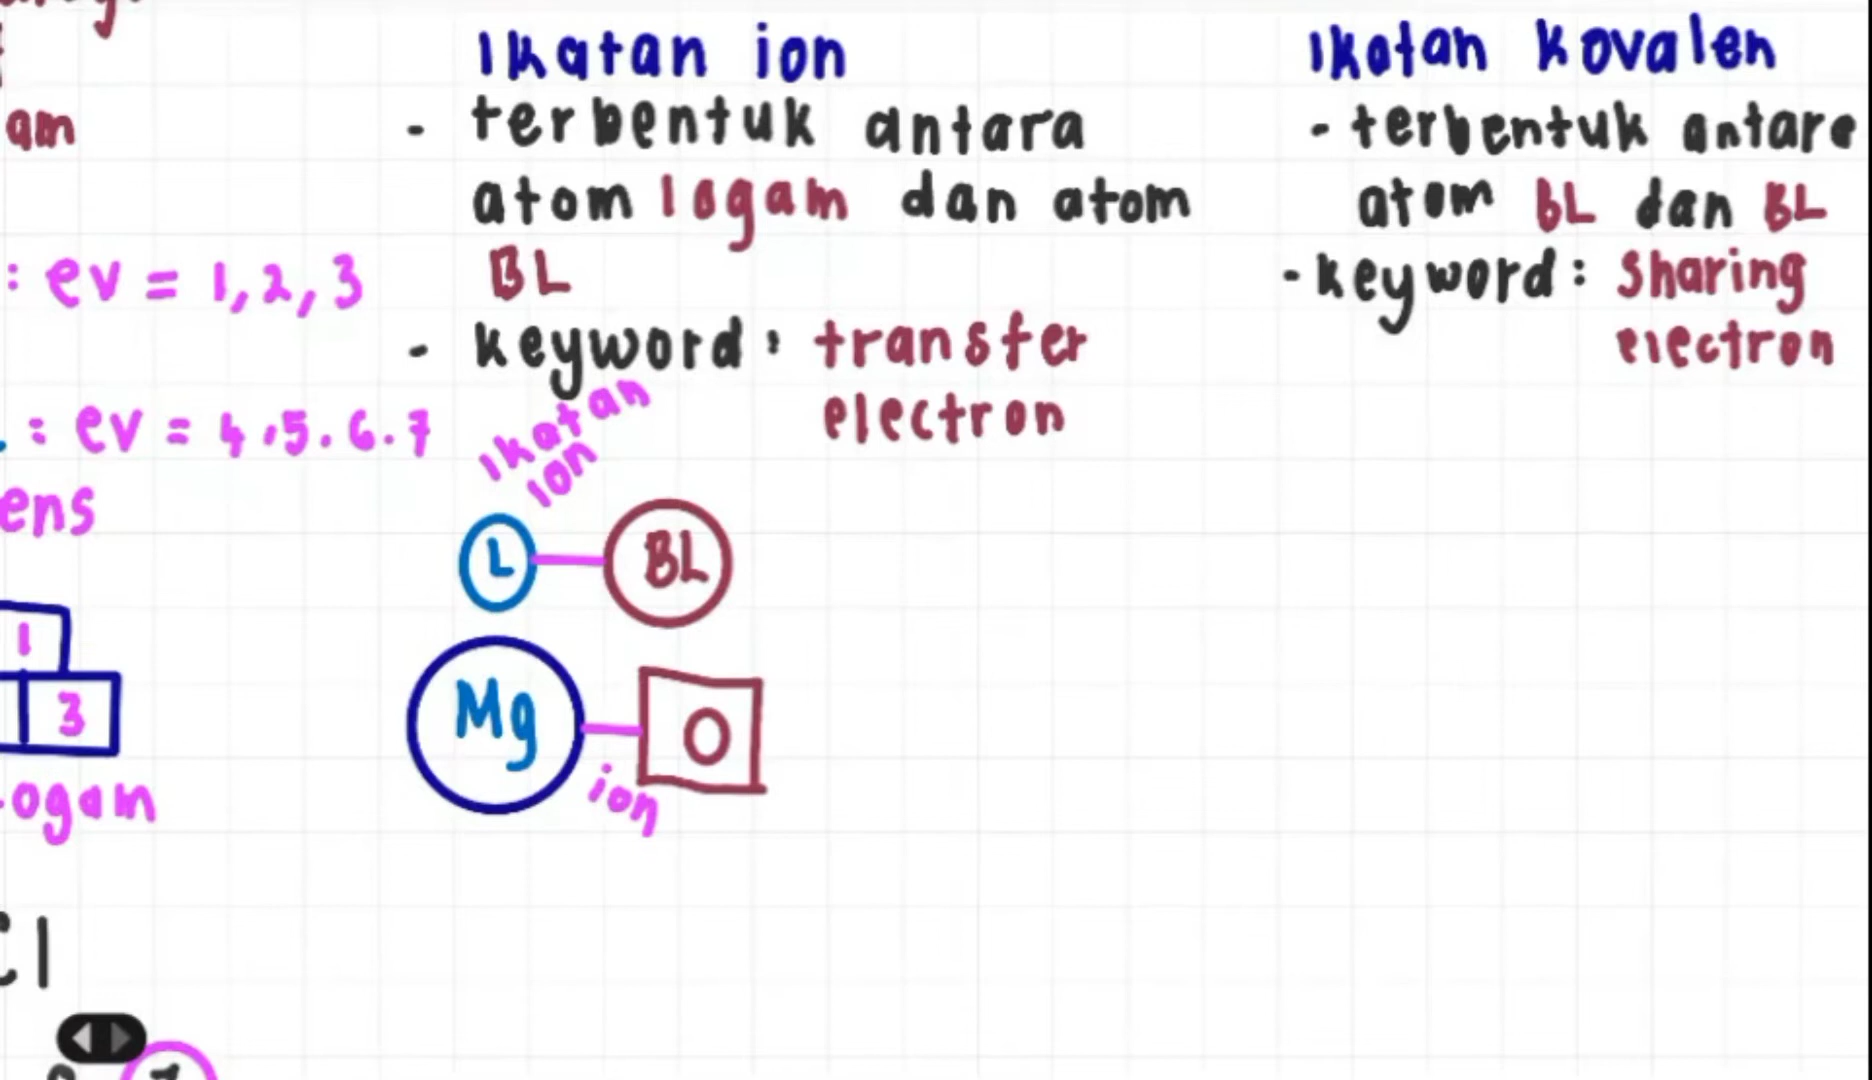 am
: ev = 1, 2, 3
: ev = 4, 5. 6. 7
ens
1
3
ogam
Cl
Ikatan ion
- terbentuk antara
atom logam dan atom
BL
- keyword: transfer
electron
Ikatan
ion
L BL
Mg O
ion
Ikatan kovalen
- terbentuk antara
atom BL dan BL
- keyword: sharing
electron